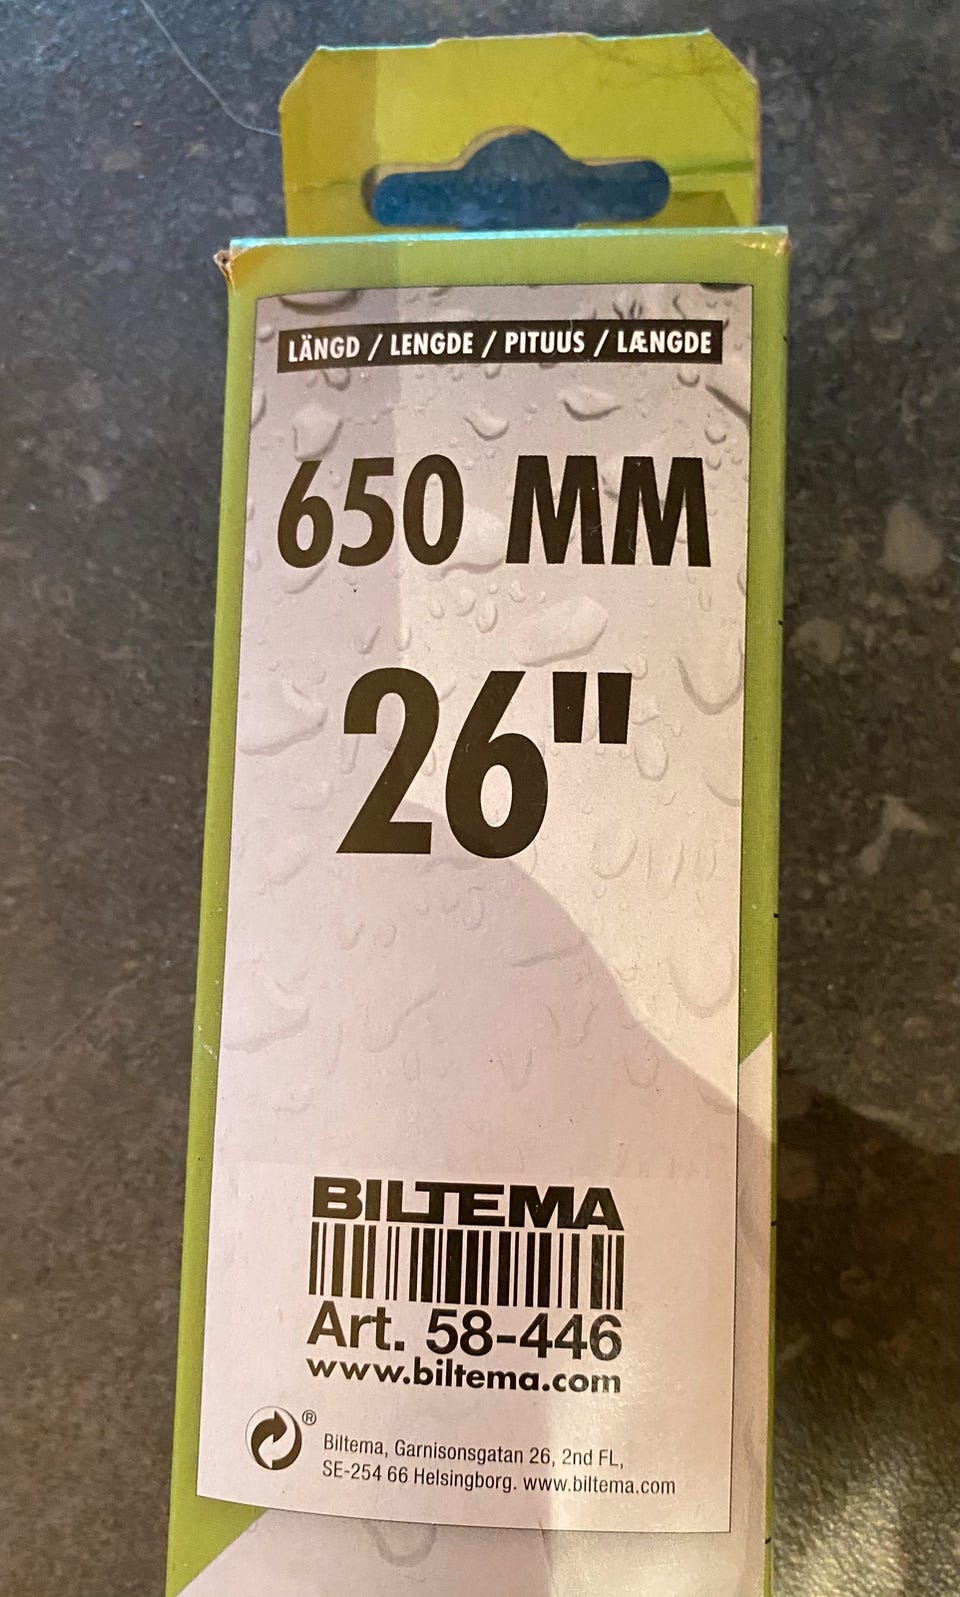 LÄNGD / LENGDE / PITUUS / LÆNGDE
650 MM
26"
BILTEMA
Art. 58-446
www.biltema.com
®
Biltema, Garnisonsgatan 26, 2nd FL,
SE-254 66 Helsingborg. www.biltema.com